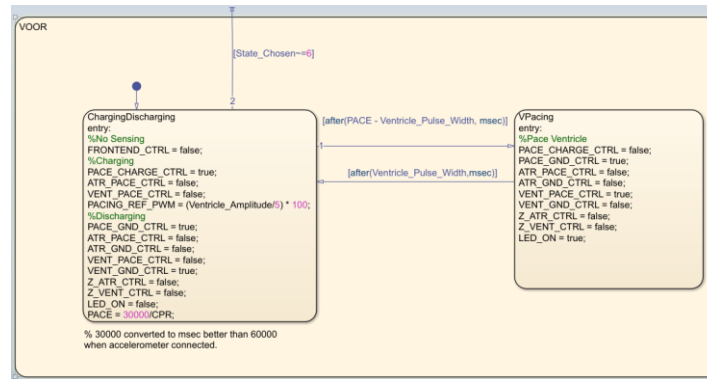 VOOR
[State_Chosen~=6]
2
ChargingDischarging
entry:
%No Sensing
FRONTEND_CTRL = false;
%Charging
PACE_CHARGE_CTRL = true;
ATR_PACE_CTRL = false;
VENT_PACE_CTRL = false;
PACING_REF_PWM = (Ventricle_Amplitude/5) * 100;
%Discharging
PACE_GND_CTRL = true;
ATR_PACE_CTRL = false;
ATR_GND_CTRL = false;
VENT_PACE_CTRL = false;
VENT_GND_CTRL = true;
Z_ATR_CTRL = false;
Z_VENT_CTRL = false;
LED_ON = false;
PACE = 30000/CPR;
[after(PACE - Ventricle_Pulse_Width, msec)]
1
[after(Ventricle_Pulse_Width,msec)]
VPacing
entry:
%Pace Ventricle
PACE_CHARGE_CTRL = false;
PACE_GND_CTRL = true;
ATR_PACE_CTRL = false;
ATR_GND_CTRL = false;
VENT_PACE_CTRL = true;
VENT_GND_CTRL = false;
Z_ATR_CTRL = false;
Z_VENT_CTRL = false;
LED_ON = true;
% 30000 converted to msec better than 60000
when accelerometer connected.